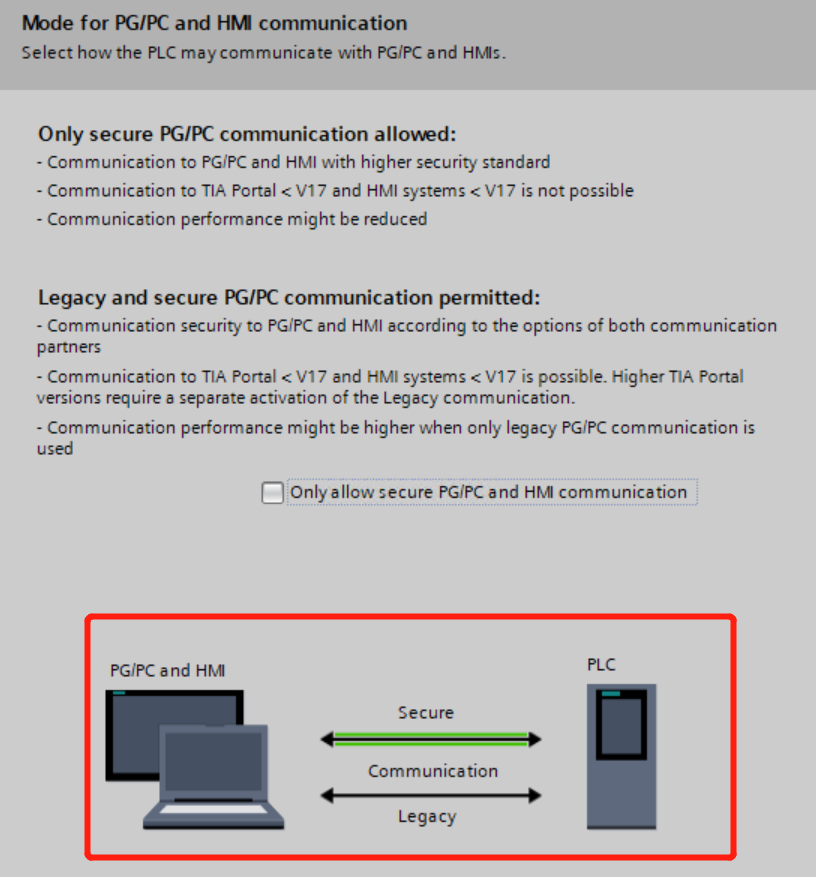 Mode for PG/PC and HMI communication
Select how the PLC may communicate with PG/PC and HMIs.
Only secure PG/PC communication allowed:
- Communication to PG/PC and HMI with higher security standard
- Communication to TIA Portal < V17 and HMI systems < V17 is not possible
- Communication performance might be reduced
Legacy and secure PG/PC communication permitted:
- Communication security to PG/PC and HMI according to the options of both communication
partners
- Communication to TIA Portal < V17 and HMI systems < V17 is possible. Higher TIA Portal
versions require a separate activation of the Legacy communication.
- Communication performance might be higher when only legacy PG/PC communication is
used
Only allow secure PG/PC and HMI communication
PG/PC and HMI
PLC
Secure
Communication
Legacy